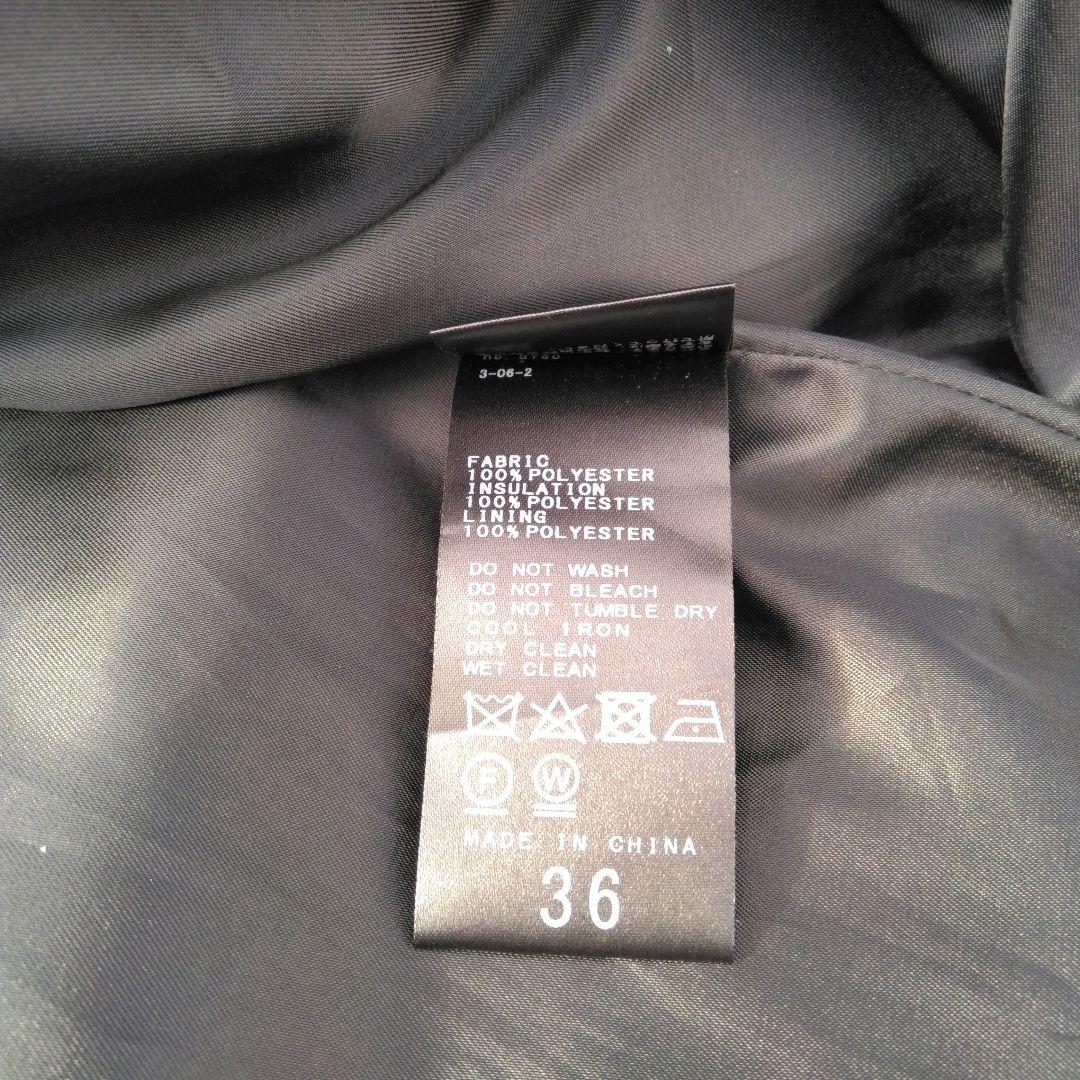 3-06-2
FABRIC
100% POLYESTER
INSULATION
100% POLYESTER
LINING
100% POLYESTER
DO NOT WASH
DO NOT BLEACH
DO NOT TUMBLE DRY
COOL IRON
DRY CLEAN
WET CLEAN
F W
MADE IN CHINA
36